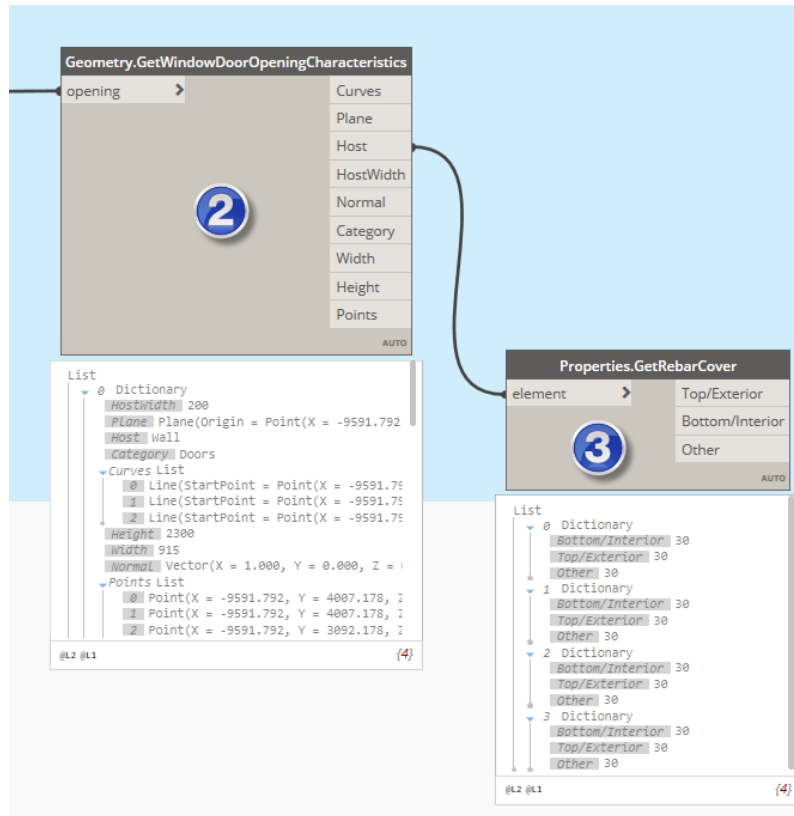 Geometry.GetWindowDoorOpeningCharacteristics
opening >
Curves
Plane
Host
HostWidth
Normal
Category
Width
Height
Points
2
AUTO
List
0 Dictionary
HostWidth 200
Plane Plane(Origin = Point(X = -9591.792
Host Wall
Category Doors
Curves List
0 Line(StartPoint = Point(X = -9591.79
1 Line(StartPoint = Point(X = -9591.79
2 Line(StartPoint = Point(X = -9591.79
Height 2300
Width 915
Normal Vector(X = 1.000, Y = 0.000, Z =
Points List
0 Point(X = -9591.792, Y = 4007.178, Z
1 Point(X = -9591.792, Y = 4007.178, Z
2 Point(X = -9591.792, Y = 3092.178, Z
@L2 @L1 {4}
Properties.GetRebarCover
element >
Top/Exterior
Bottom/Interior
Other
3
AUTO
List
0 Dictionary
Bottom/Interior 30
Top/Exterior 30
Other 30
1 Dictionary
Bottom/Interior 30
Top/Exterior 30
Other 30
2 Dictionary
Bottom/Interior 30
Top/Exterior 30
Other 30
3 Dictionary
Bottom/Interior 30
Top/Exterior 30
Other 30
@L2 @L1 {4}